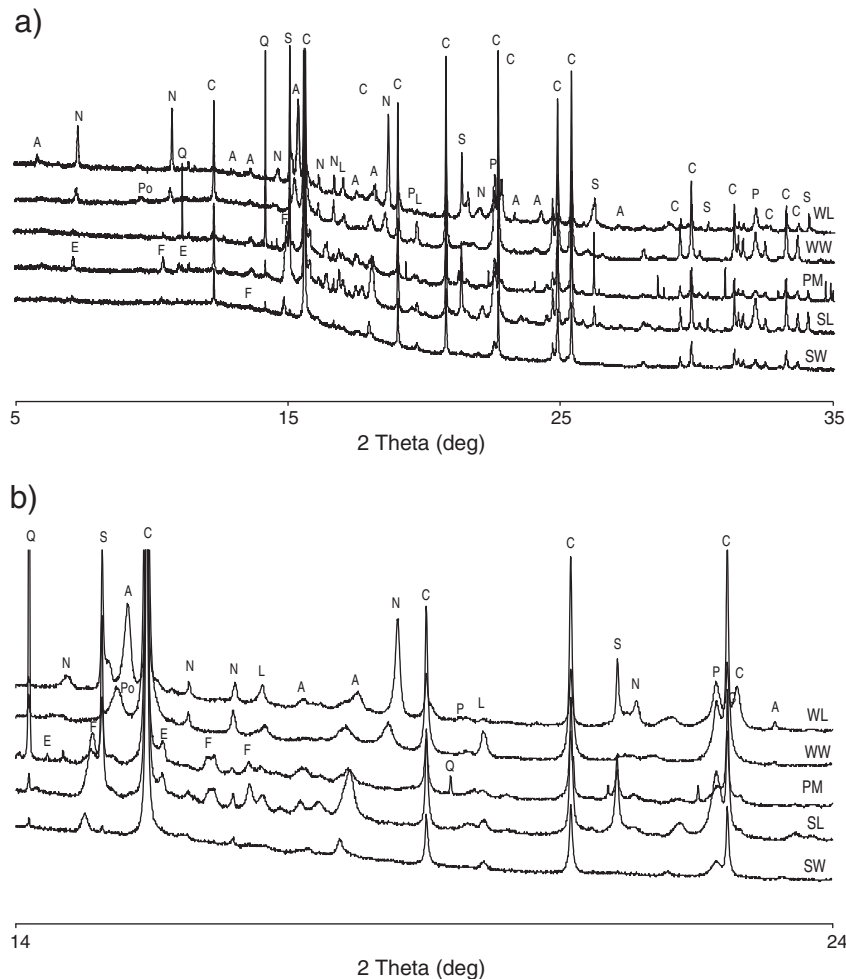 a)
Q S C C C C C C
N N C A C N
A Q A A N N N L A A S P
Po P L N A A S A C C P C C S
F S C WL
E F E WW
F PM
SL
SW
5 15 25 35
2 Theta (deg)
b)
Q S C C C
A N C
N N N L A A S N P C
Po P L A WL
F WW
E E F F Q PM
SL
SW
14 24
2 Theta (deg)